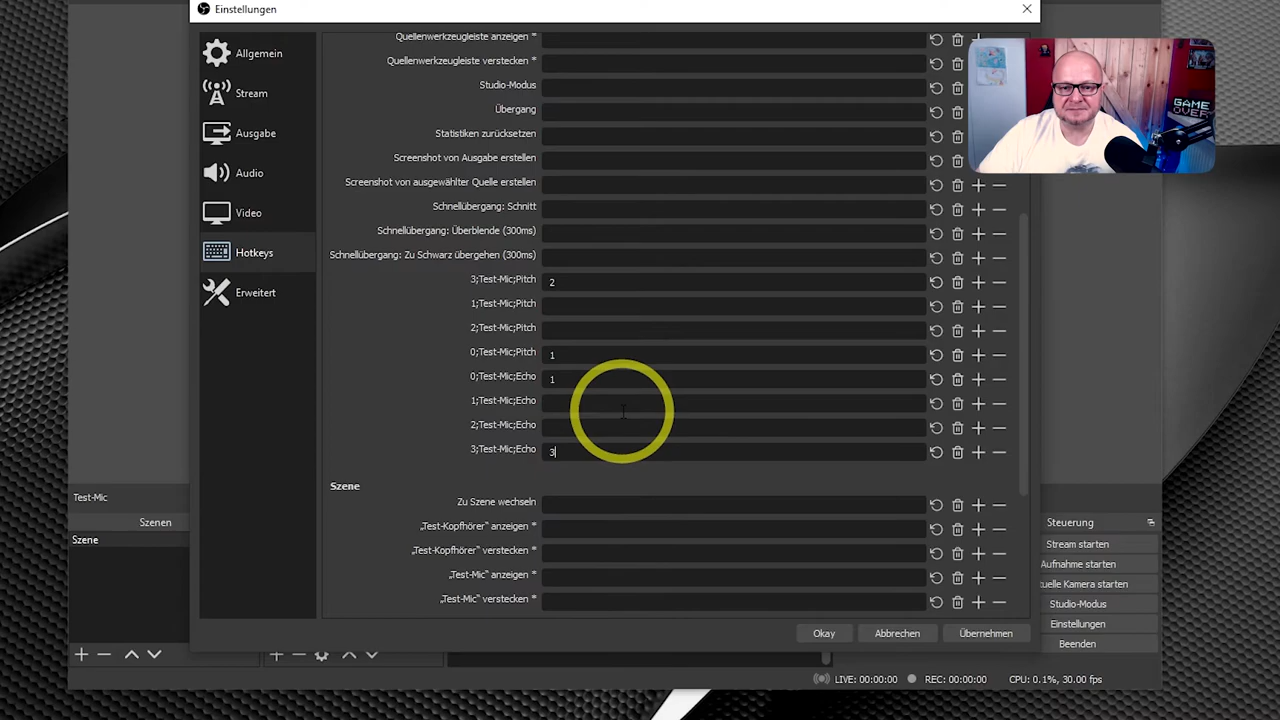 Einstellungen
Allgemein
Stream
Ausgabe
Audio
Video
Hotkeys
Erweitert
Quellenwerkzeugleiste anzeigen *
Quellenwerkzeugleiste verstecken *
Studio-Modus
Übergang
Statistiken zurücksetzen
Screenshot von Ausgabe erstellen
Screenshot von ausgewählter Quelle erstellen
Schnellübergang: Schnitt
Schnellübergang: Überblende (300ms)
Schnellübergang: Zu Schwarz übergehen (300ms)
3;Test-Mic;Pitch 2
1;Test-Mic;Pitch
2;Test-Mic;Pitch
0;Test-Mic;Pitch 1
0;Test-Mic;Echo 1
1;Test-Mic;Echo
2;Test-Mic;Echo
3;Test-Mic;Echo 3
Szene
Zu Szene wechseln
„Test-Kopfhörer“ anzeigen *
„Test-Kopfhörer“ verstecken *
„Test-Mic“ anzeigen *
„Test-Mic“ verstecken *
Okay Abbrechen Übernehmen
GAME
OVER
Test-Mic
Szenen
Szene
Steuerung
Stream starten
Aufnahme starten
tuelle Kamera starten
Studio-Modus
Einstellungen
Beenden
LIVE: 00:00:00 REC: 00:00:00 CPU: 0.1%, 30.00 fps